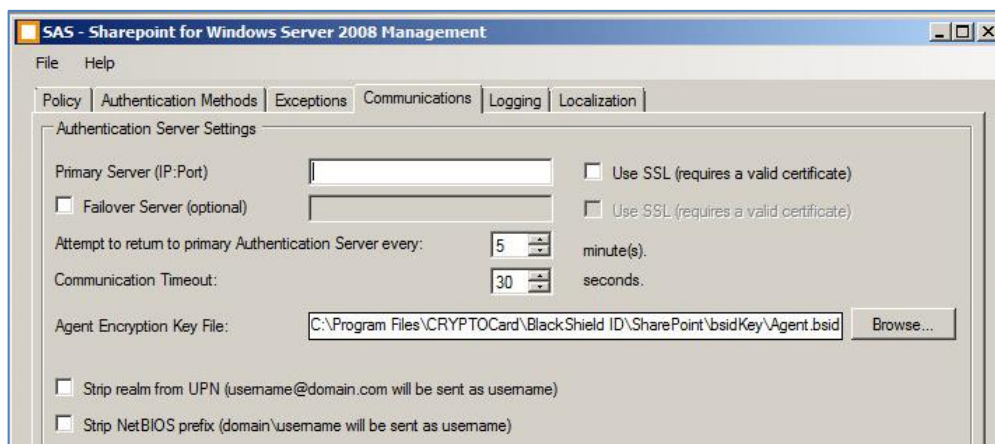 SAS - Sharepoint for Windows Server 2008 Management
File Help
Policy Authentication Methods Exceptions Communications Logging Localization
Authentication Server Settings
Primary Server (IP:Port) Use SSL (requires a valid certificate)
Failover Server (optional) Use SSL (requires a valid certificate)
Attempt to return to primary Authentication Server every: 5 minute(s).
Communication Timeout: 30 seconds.
Agent Encryption Key File: C:\Program Files\CRYPTOCard\BlackShield ID\SharePoint\bsidKey\Agent.bsid Browse...
Strip realm from UPN (username@domain.com will be sent as username)
Strip NetBIOS prefix (domain\username will be sent as username)